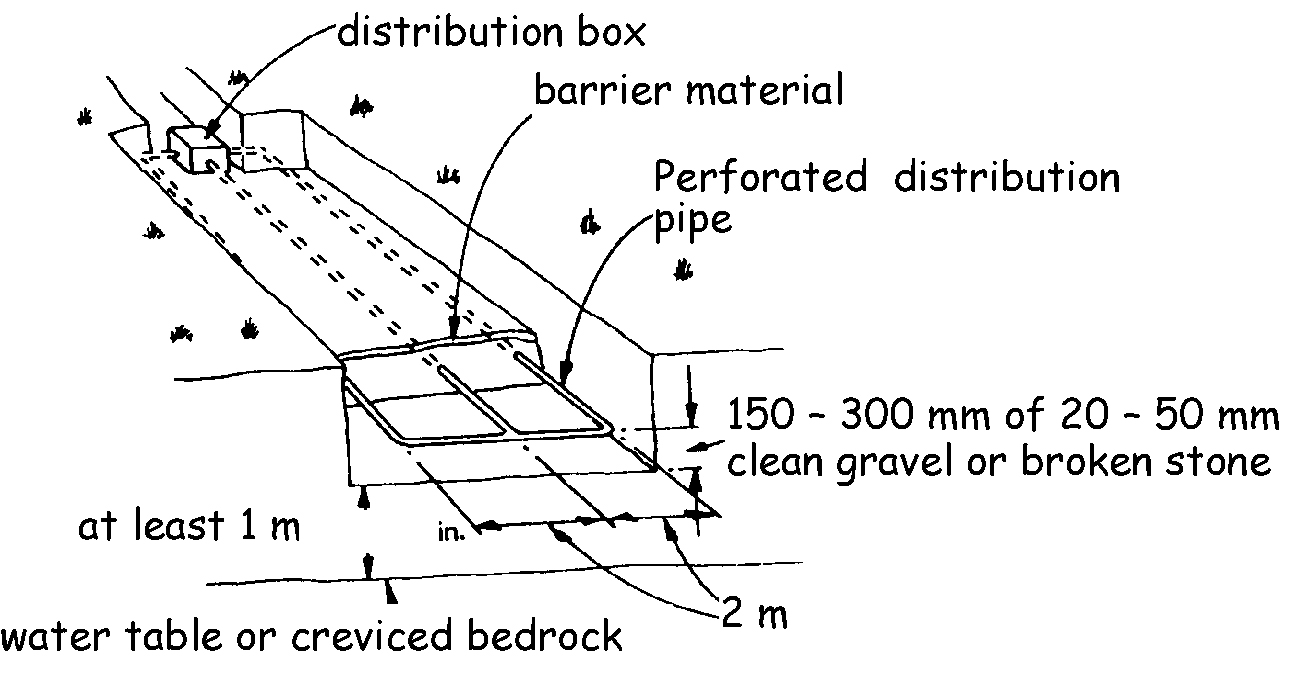 distribution box
barrier material
Perforated distribution
pipe
150 – 300 mm of 20 – 50 mm
clean gravel or broken stone
at least 1 m
in.
2 m
water table or creviced bedrock